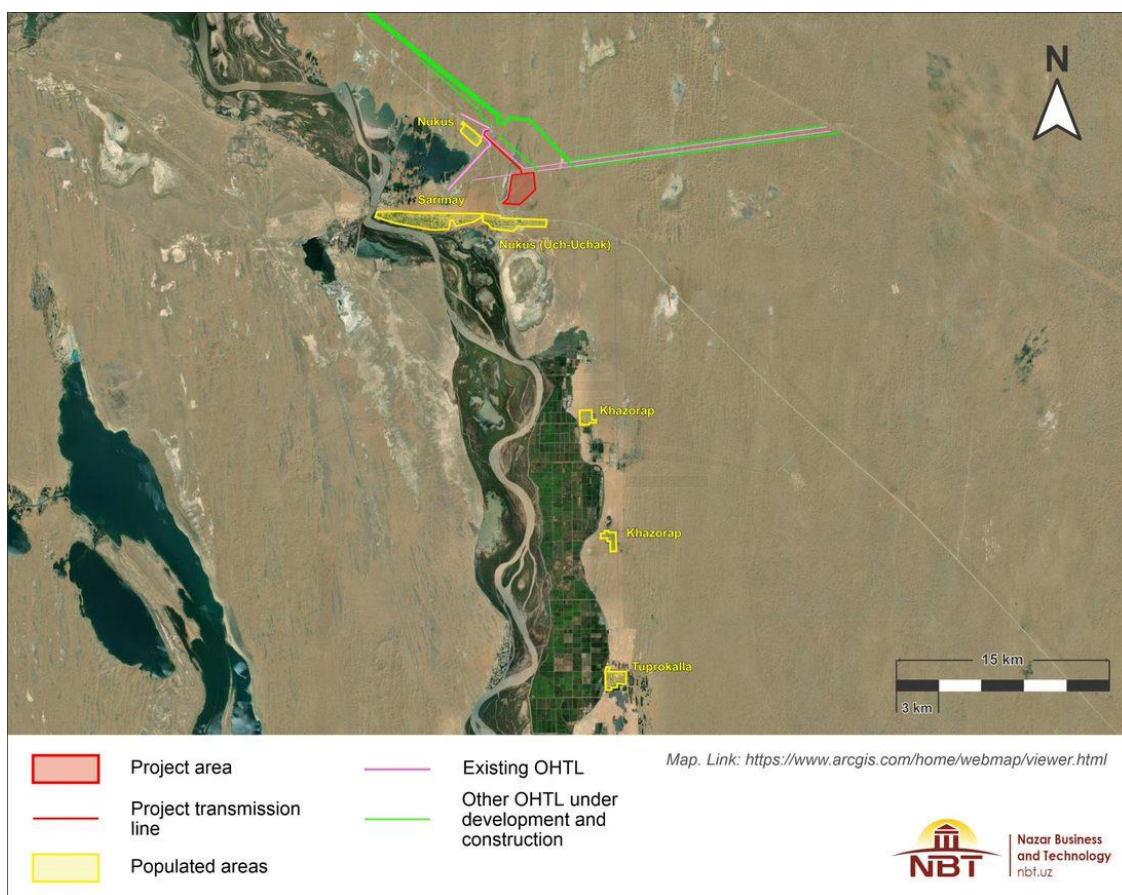 N
Nukus
Sarimay
Nukus (Uch-Uchak)
Khazorap
Khazorap
Tuprokalla
15 km
3 km
Project area
Project transmission
line
Populated areas
Existing OHTL
Other OHTL under
development and
construction
Map. Link: https://www.arcgis.com/home/webmap/viewer.html
NBT
Nazar Business
and Technology
nbt.uz